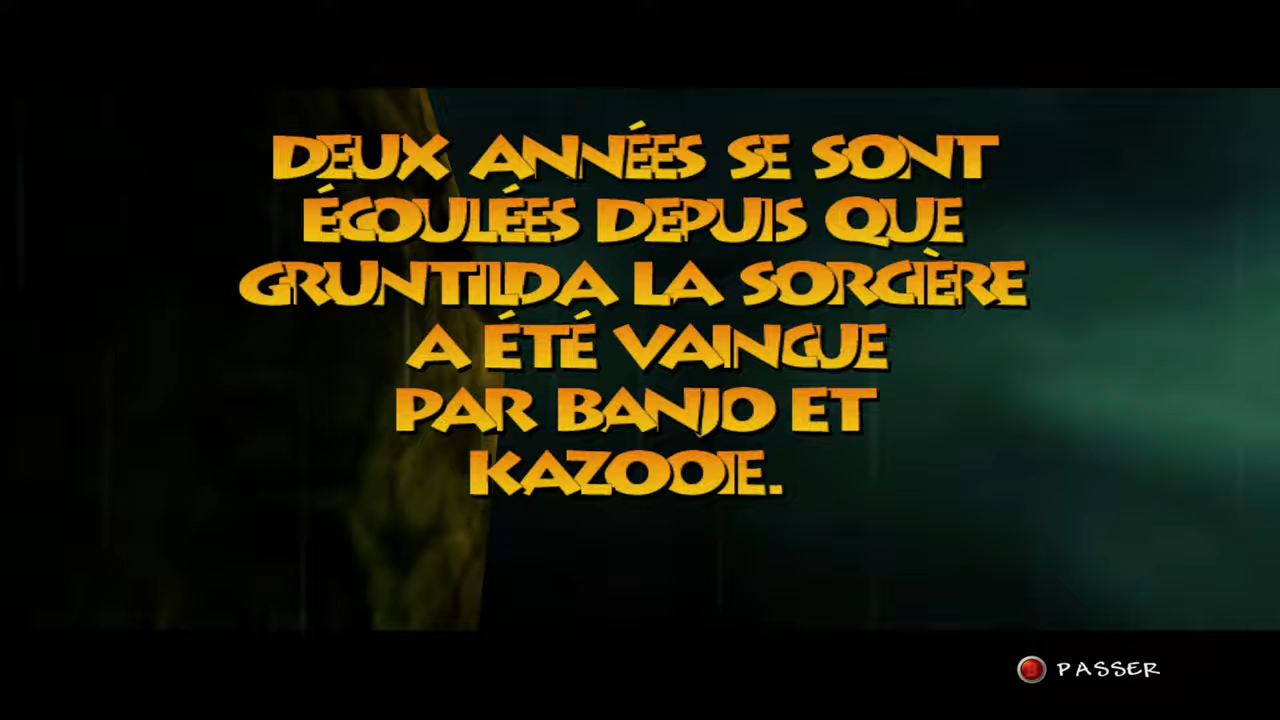 DEUX ANNÉES SE SONT
ÉCOULÉES DEPUIS QUE
GRUNTILDA LA SORCIÈRE
A ÉTÉ VAINCUE
PAR BANJO ET
KAZOOIE.
B PASSER